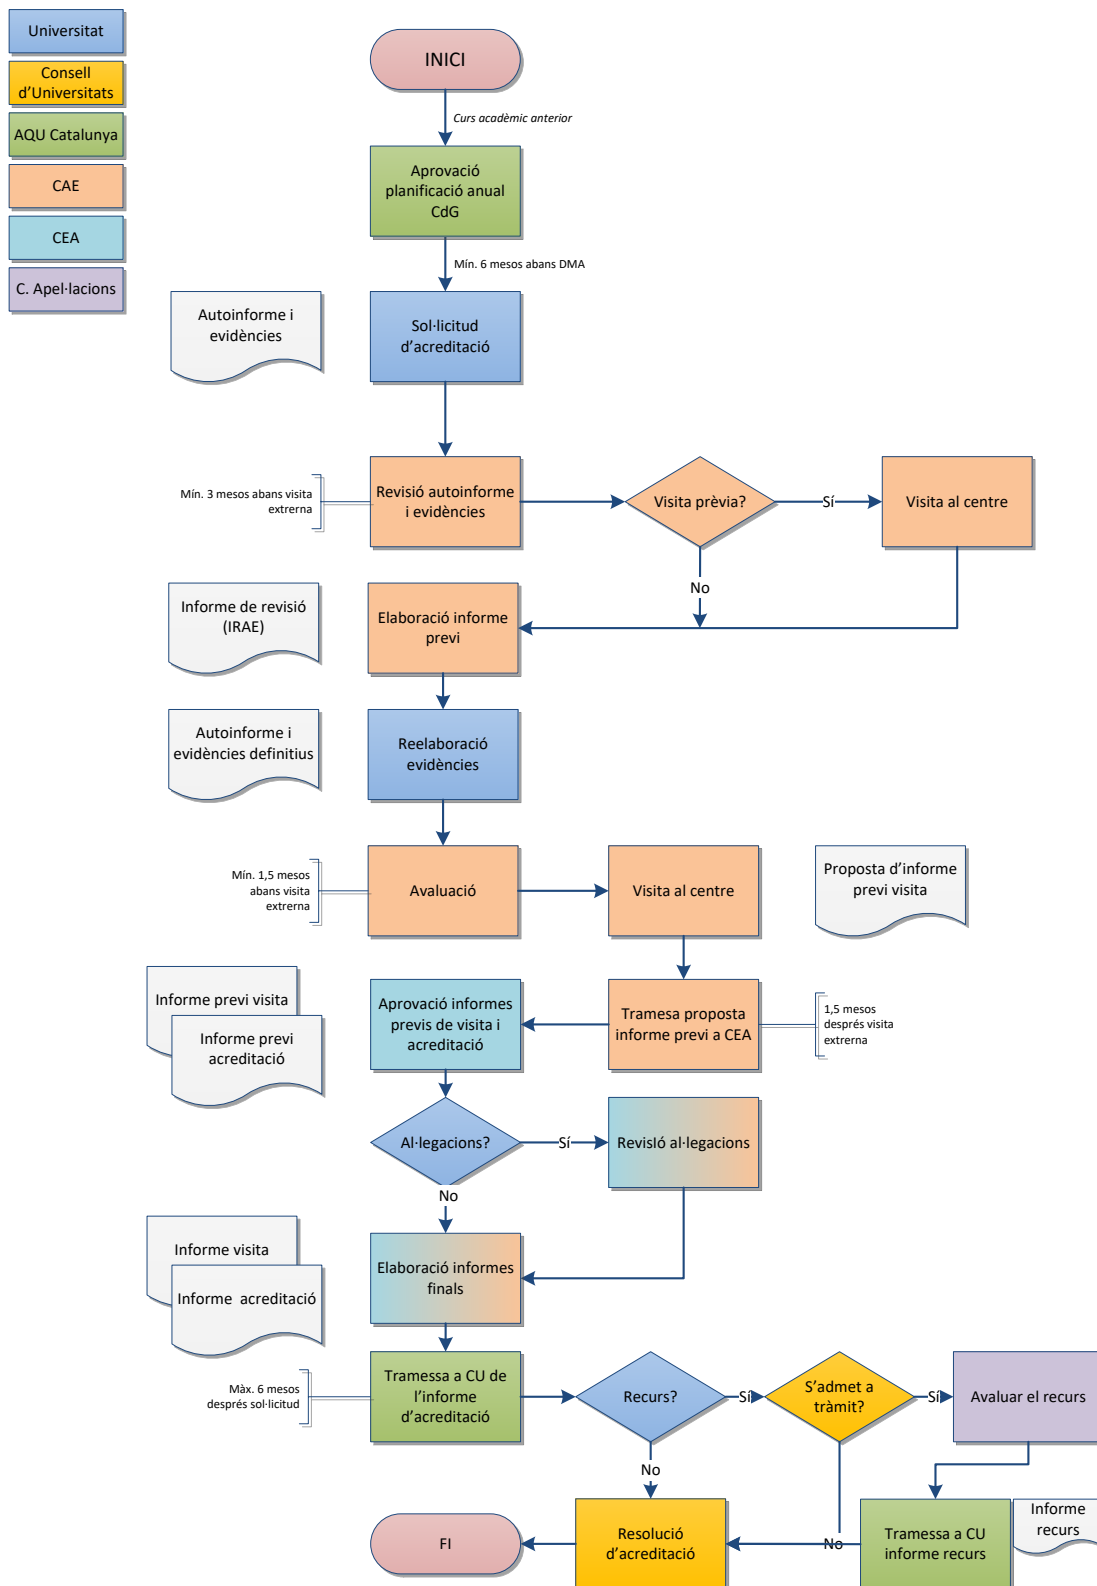 Universitat
Consell
d'Universitats
AQU Catalunya
CAE
CEA
C. Apel·lacions
INICI
Curs acadèmic anterior
Aprovació
planificació anual
CdG
Mín. 6 mesos abans DMA
Autoinforme i
evidències
Sol·licitud
d'acreditació
Mín. 3 mesos abans visita
extrerna
Revisió autoinforme
i evidències
Visita prèvia?
Sí
Visita al centre
No
Informe de revisió
(IRAE)
Elaboració informe
previ
Autoinforme i
evidències definitius
Reelaboració
evidències
Mín. 1,5 mesos
abans visita
extrerna
Avaluació
Visita al centre
Proposta d'informe
previ visita
Informe previ visita
Informe previ
acreditació
Aprovació informes
previs de visita i
acreditació
Tramesa proposta
informe previ a CEA
1,5 mesos
després visita
extrerna
Al·legacions?
Sí
Revisló al·legacions
No
Informe visita
Informe  acreditació
Elaboració informes
finals
Màx. 6 mesos
després sol·licitud
Tramessa a CU de
l'informe
d'acreditació
Recurs?
Sí
S'admet a
tràmit?
Sí
Avaluar el recurs
No
FI
Resolució
d'acreditació
No
Tramessa a CU
informe recurs
Informe
recurs